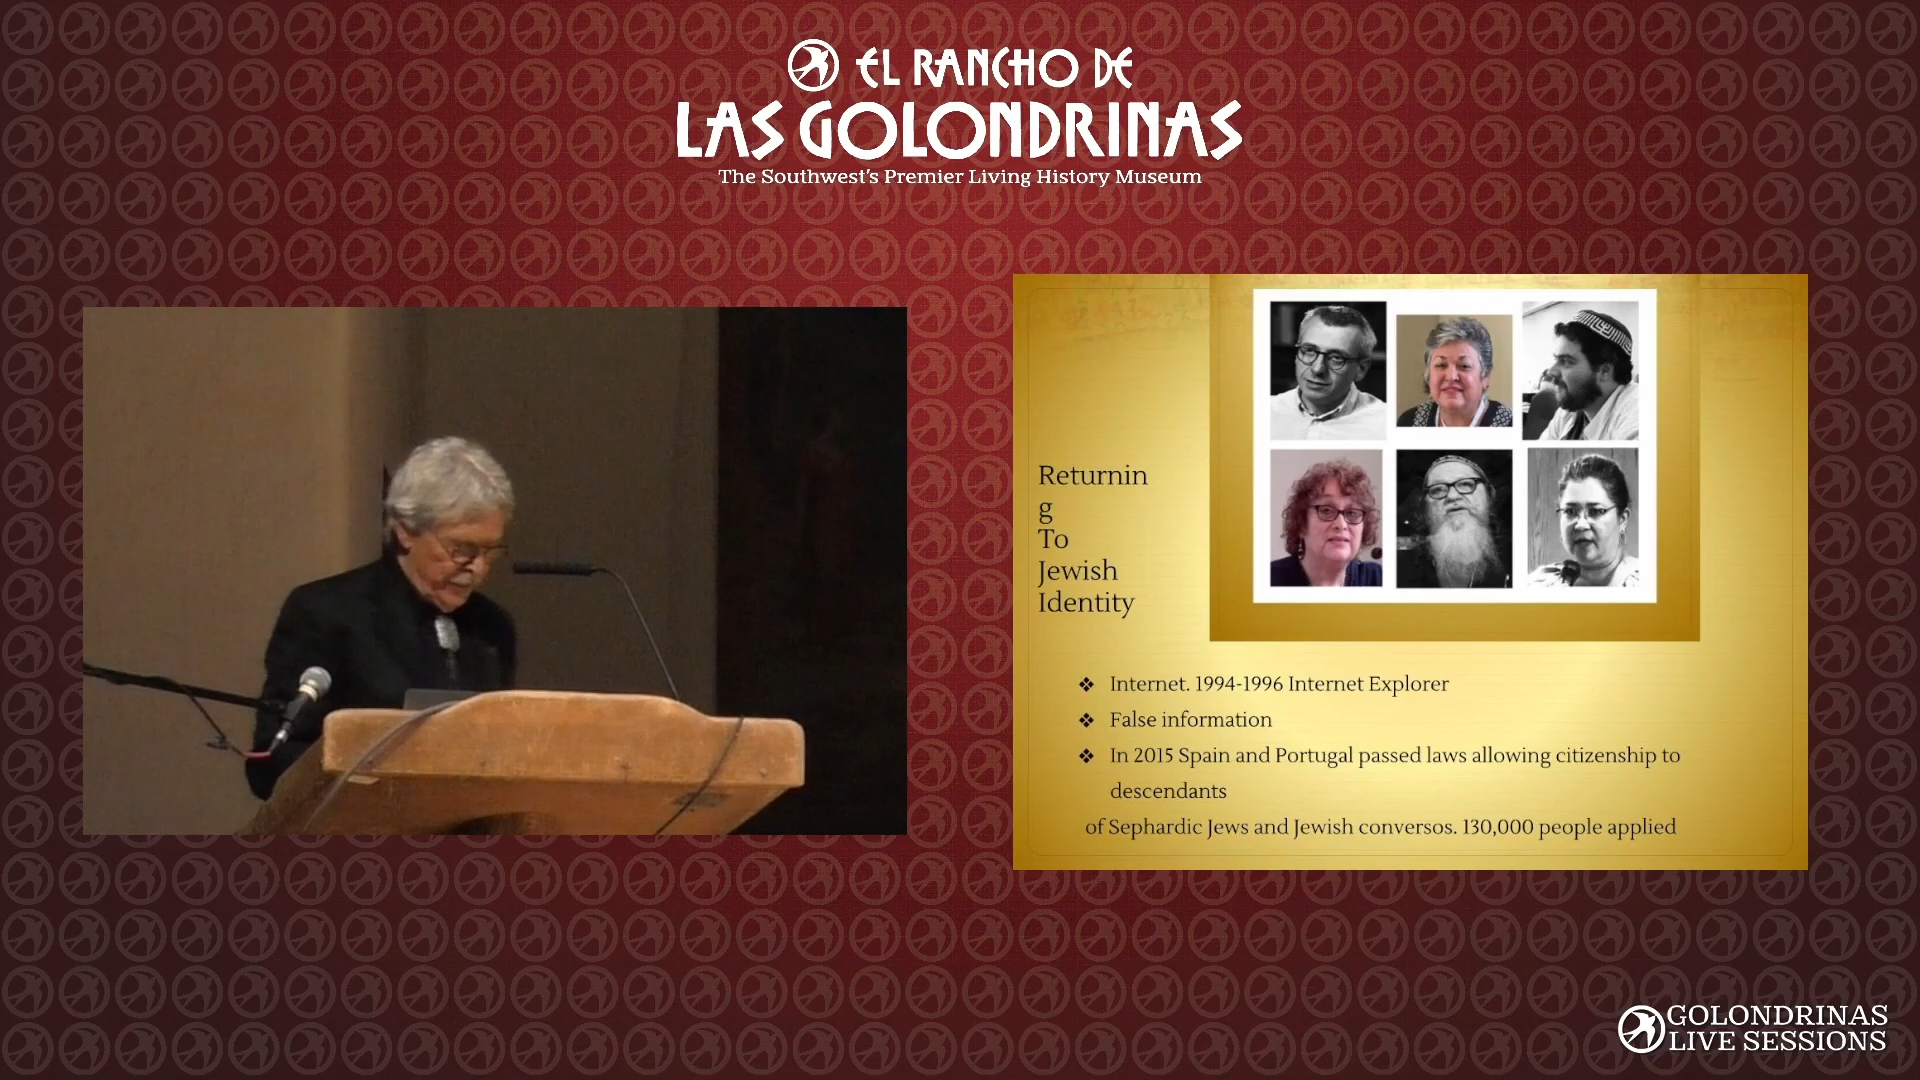 EL RANCHO DE
LAS GOLONDRINAS
The Southwest's Premier Living History Museum
Returnin
g
To
Jewish
Identity
❖ Internet. 1994-1996 Internet Explorer
❖ False information
❖ In 2015 Spain and Portugal passed laws allowing citizenship to
descendants
of Sephardic Jews and Jewish conversos. 130,000 people applied
GOLONDRINAS
LIVE SESSIONS